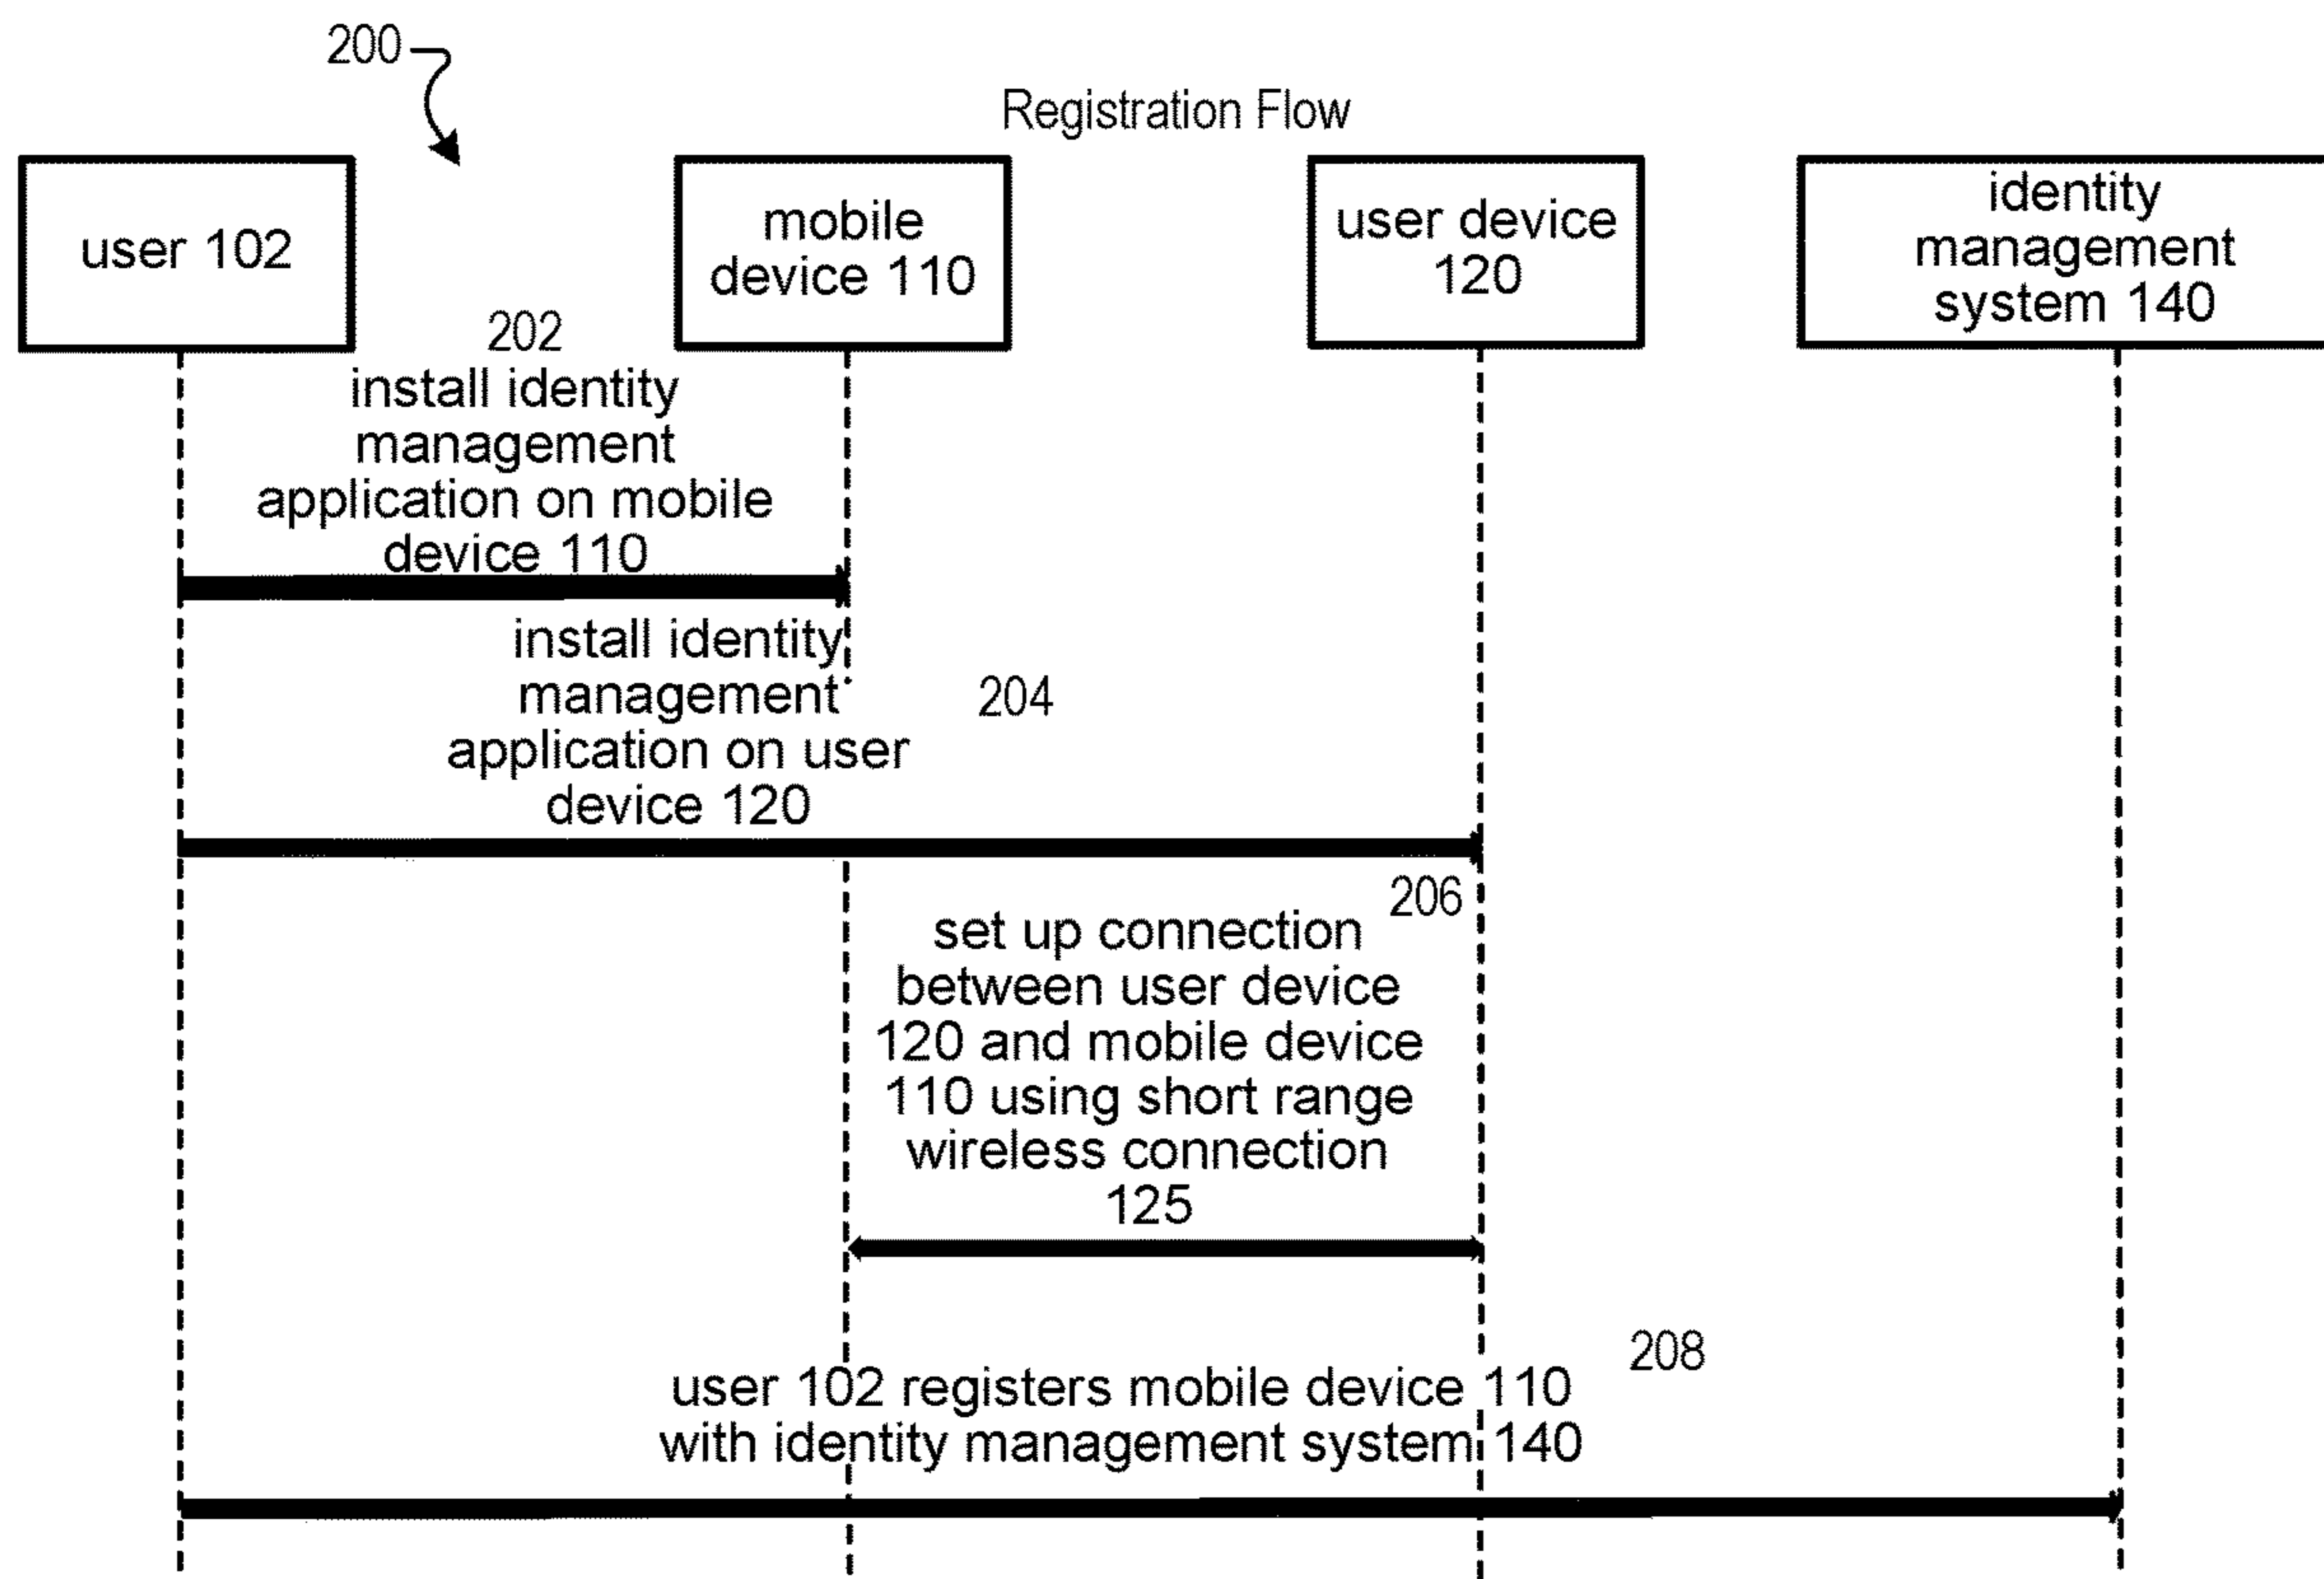 200
Registration Flow
user 102
mobile
device 110
user device
120
identity
management
system 140
202
install identity
management
application on mobile
device 110
install identity
management
application on user
device 120
204
206
set up connection
between user device
120 and mobile device
110 using short range
wireless connection
125
208
user 102 registers mobile device 110
with identity management system 140